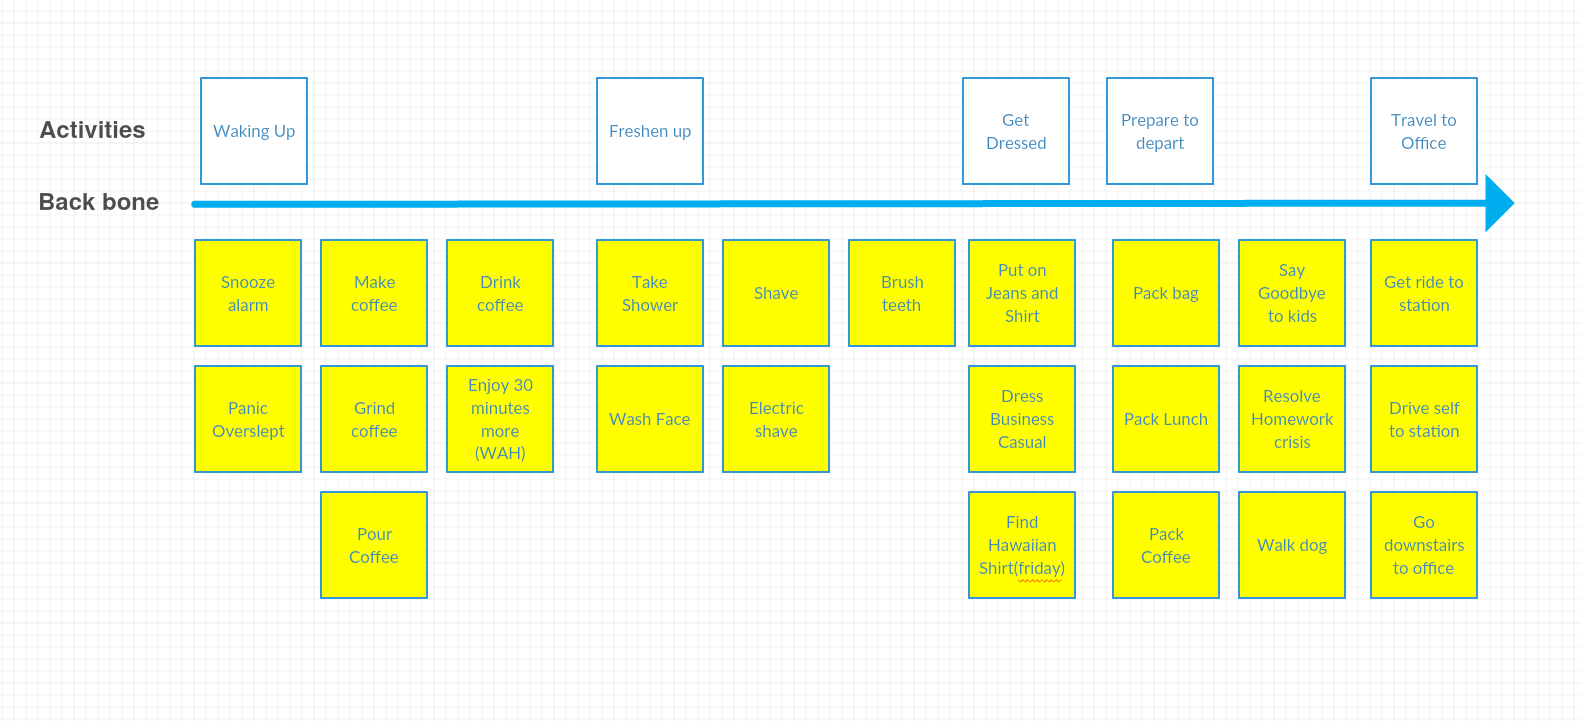 Activities
Waking Up
Freshen up
Get
Dressed
Prepare to
depart
Travel to
Office
Back bone
Snooze
alarm
Make
coffee
Drink
coffee
Take
Shower
Shave
Brush
teeth
Put on
Jeans and
Shirt
Pack bag
Say
Goodbye
to kids
Get ride to
station
Panic
Overslept
Grind
coffee
Enjoy 30
minutes
more
(WAH)
Wash Face
Electric
shave
Dress
Business
Casual
Pack Lunch
Resolve
Homework
crisis
Drive self
to station
Pour
Coffee
Find
Hawaiian
Shirt(friday)
Pack
Coffee
Walk dog
Go
downstairs
to office